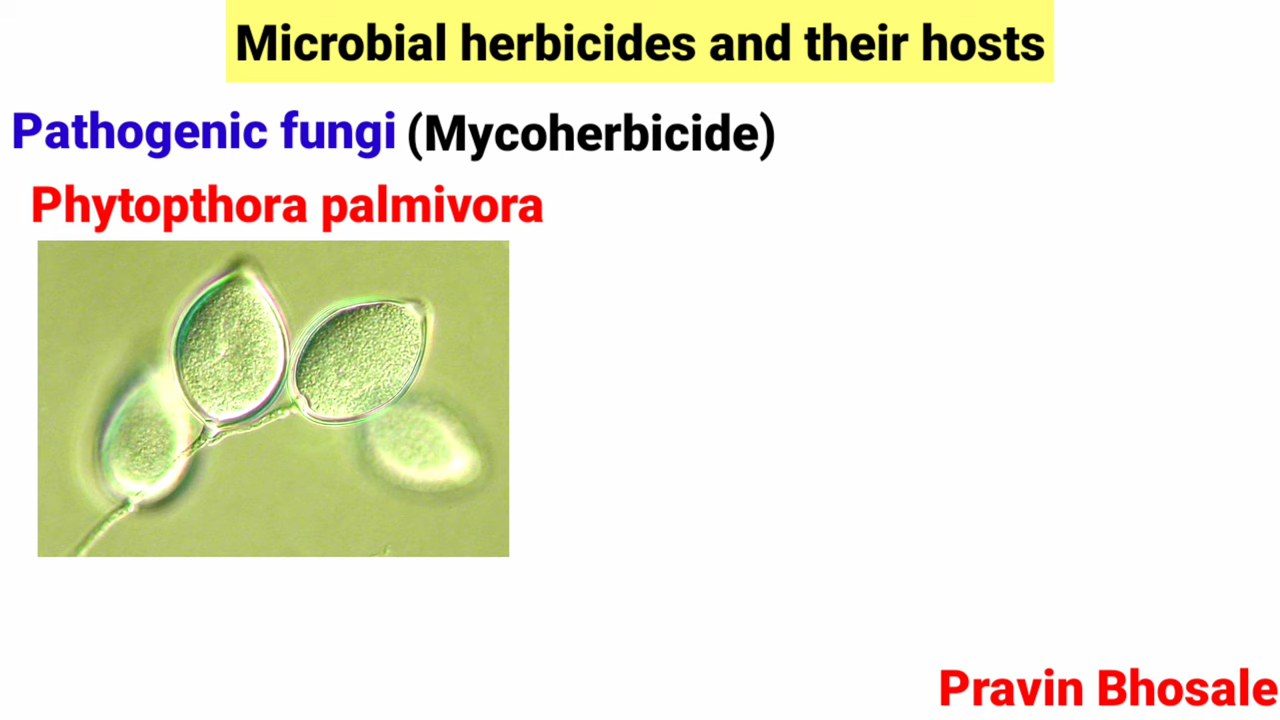 Microbial herbicides and their hosts
Pathogenic fungi (Mycoherbicide)
Phytopthora palmivora
Pravin Bhosale